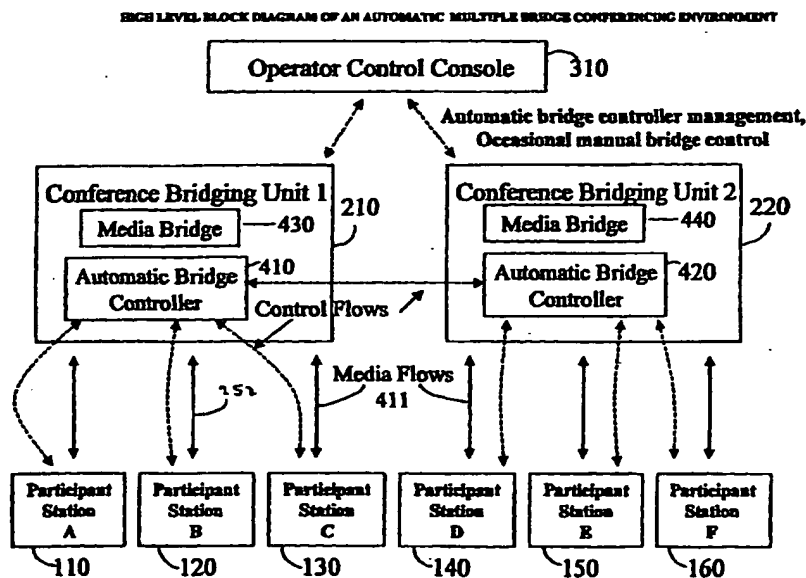 HIGH LEVEL BLOCK DIAGRAM OF AN AUTOMATIC MULTIPLE BRIDGE CONFERENCING ENVIRONMENT
Operator Control Console
310
Automatic bridge controller management,
Occasional manual bridge control
Conference Bridging Unit 1
210
Media Bridge
430
Automatic Bridge
Controller
410
Conference Bridging Unit 2
220
Media Bridge
440
Automatic Bridge
Controller
420
Control Flows
252
Media Flows
411
Participant
Station
A
Participant
Station
B
Participant
Station
C
Participant
Station
D
Participant
Station
E
Participant
Station
F
110
120
130
140
150
160